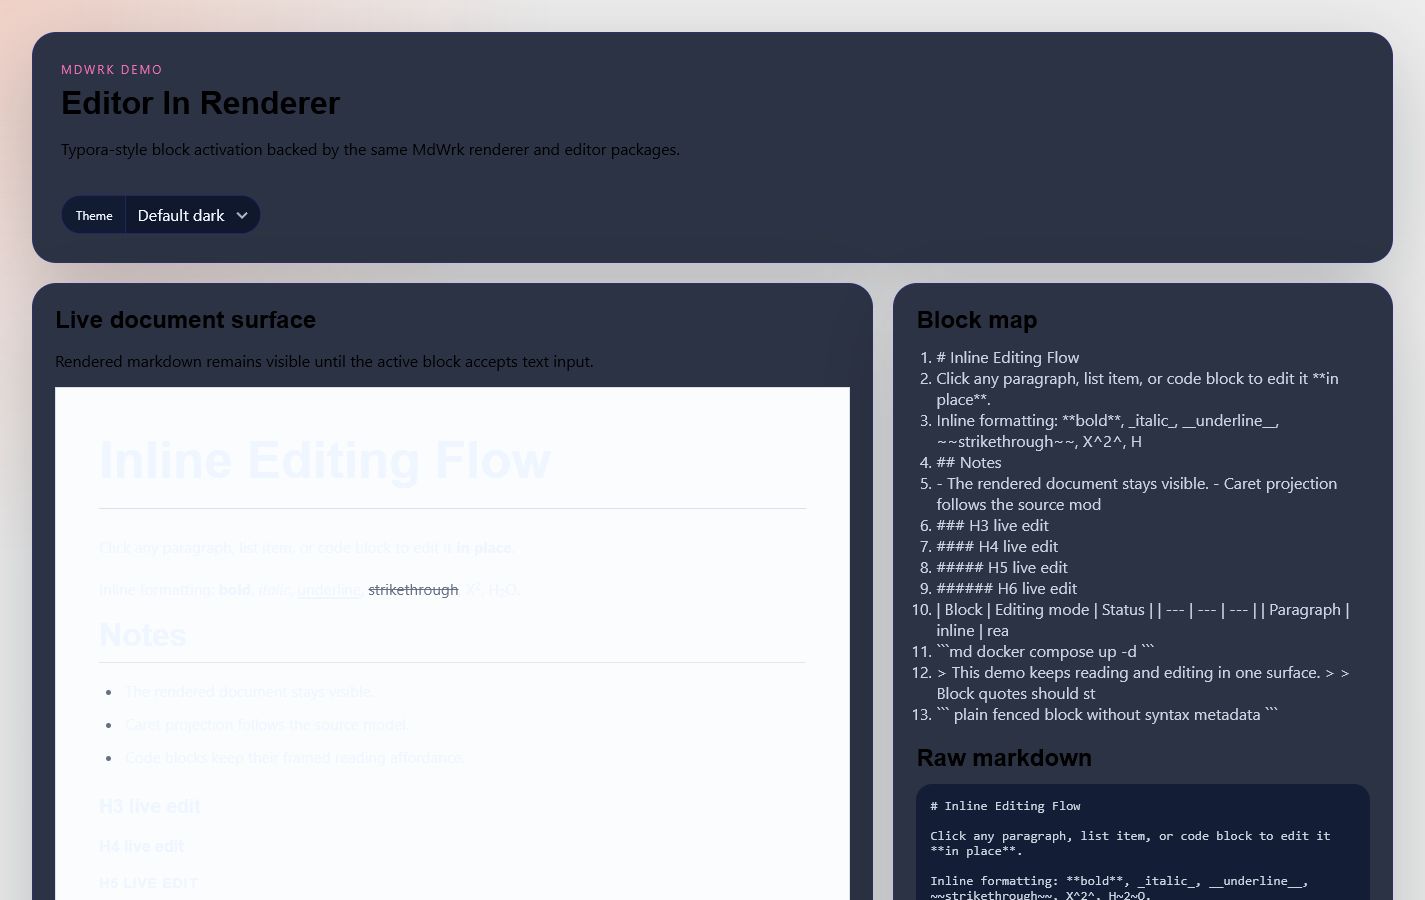 MDWRK DEMO
Editor In Renderer
Typora-style block activation backed by the same MdWrk renderer and editor packages.
Theme
Default dark
Live document surface
Rendered markdown remains visible until the active block accepts text input.
Inline Editing Flow
Click any paragraph, list item, or code block to edit it in place.
Inline formatting: bold, italic, underline, strikethrough, X², H₂O.
Notes
• The rendered document stays visible.
• Caret projection follows the source model.
• Code blocks keep their framed reading affordance.
H3 live edit
H4 live edit
H5 LIVE EDIT
Block map
1. # Inline Editing Flow
2. Click any paragraph, list item, or code block to edit it **in
place**.
3. Inline formatting: **bold**, _italic_, __underline__,
~~strikethrough~~, X^2^, H
4. ## Notes
5. - The rendered document stays visible. - Caret projection
follows the source mod
6. ### H3 live edit
7. #### H4 live edit
8. ##### H5 live edit
9. ###### H6 live edit
10. | Block | Editing mode | Status | | --- | --- | --- | | Paragraph |
inline | rea
11. ```md docker compose up -d ```
12. > This demo keeps reading and editing in one surface. > >
Block quotes should st
13. ``` plain fenced block without syntax metadata ```
Raw markdown
# Inline Editing Flow
Click any paragraph, list item, or code block to edit it
**in place**.
Inline formatting: **bold**, _italic_, __underline__,
~~strikethrough~~, X^2^, H~2~O.